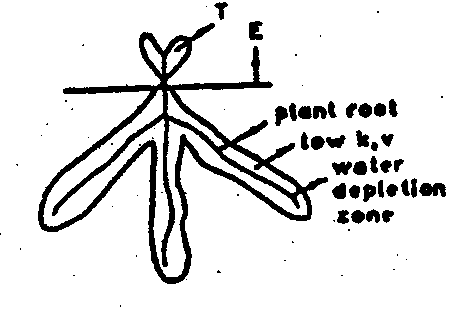 T
E
plant root
low k,v
water
depletion
zone